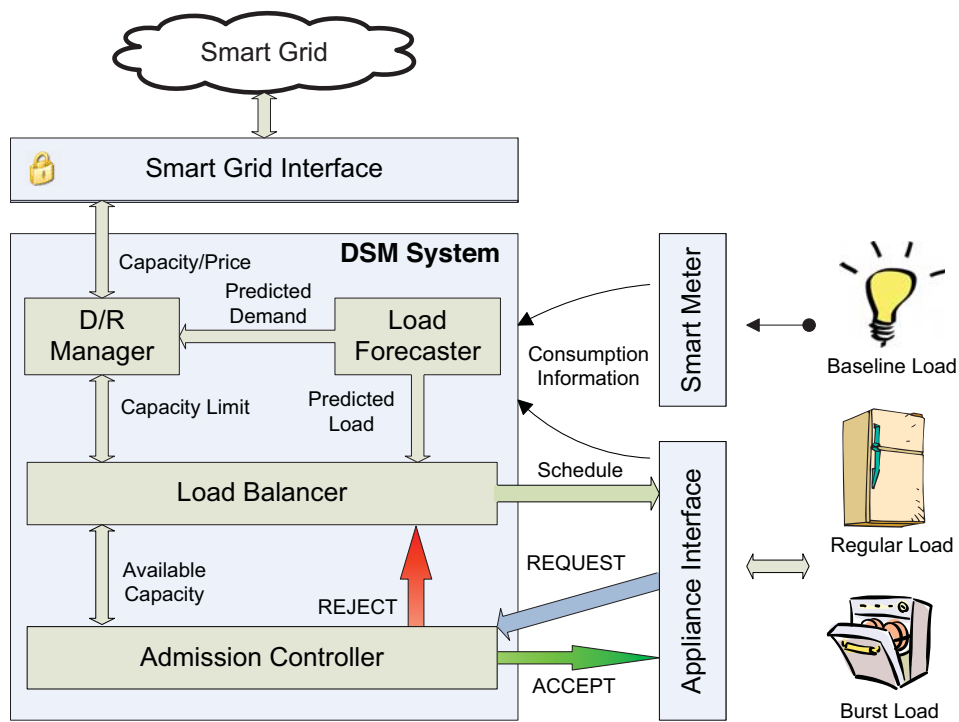 Smart Grid
Smart Grid Interface
DSM System
Capacity/Price
Predicted
Demand
D/R
Manager
Load
Forecaster
Smart Meter
Consumption
Information
Baseline Load
Capacity Limit
Predicted
Load
Load Balancer
Schedule
Appliance Interface
Regular Load
Available
Capacity
REJECT
REQUEST
Admission Controller
ACCEPT
Burst Load